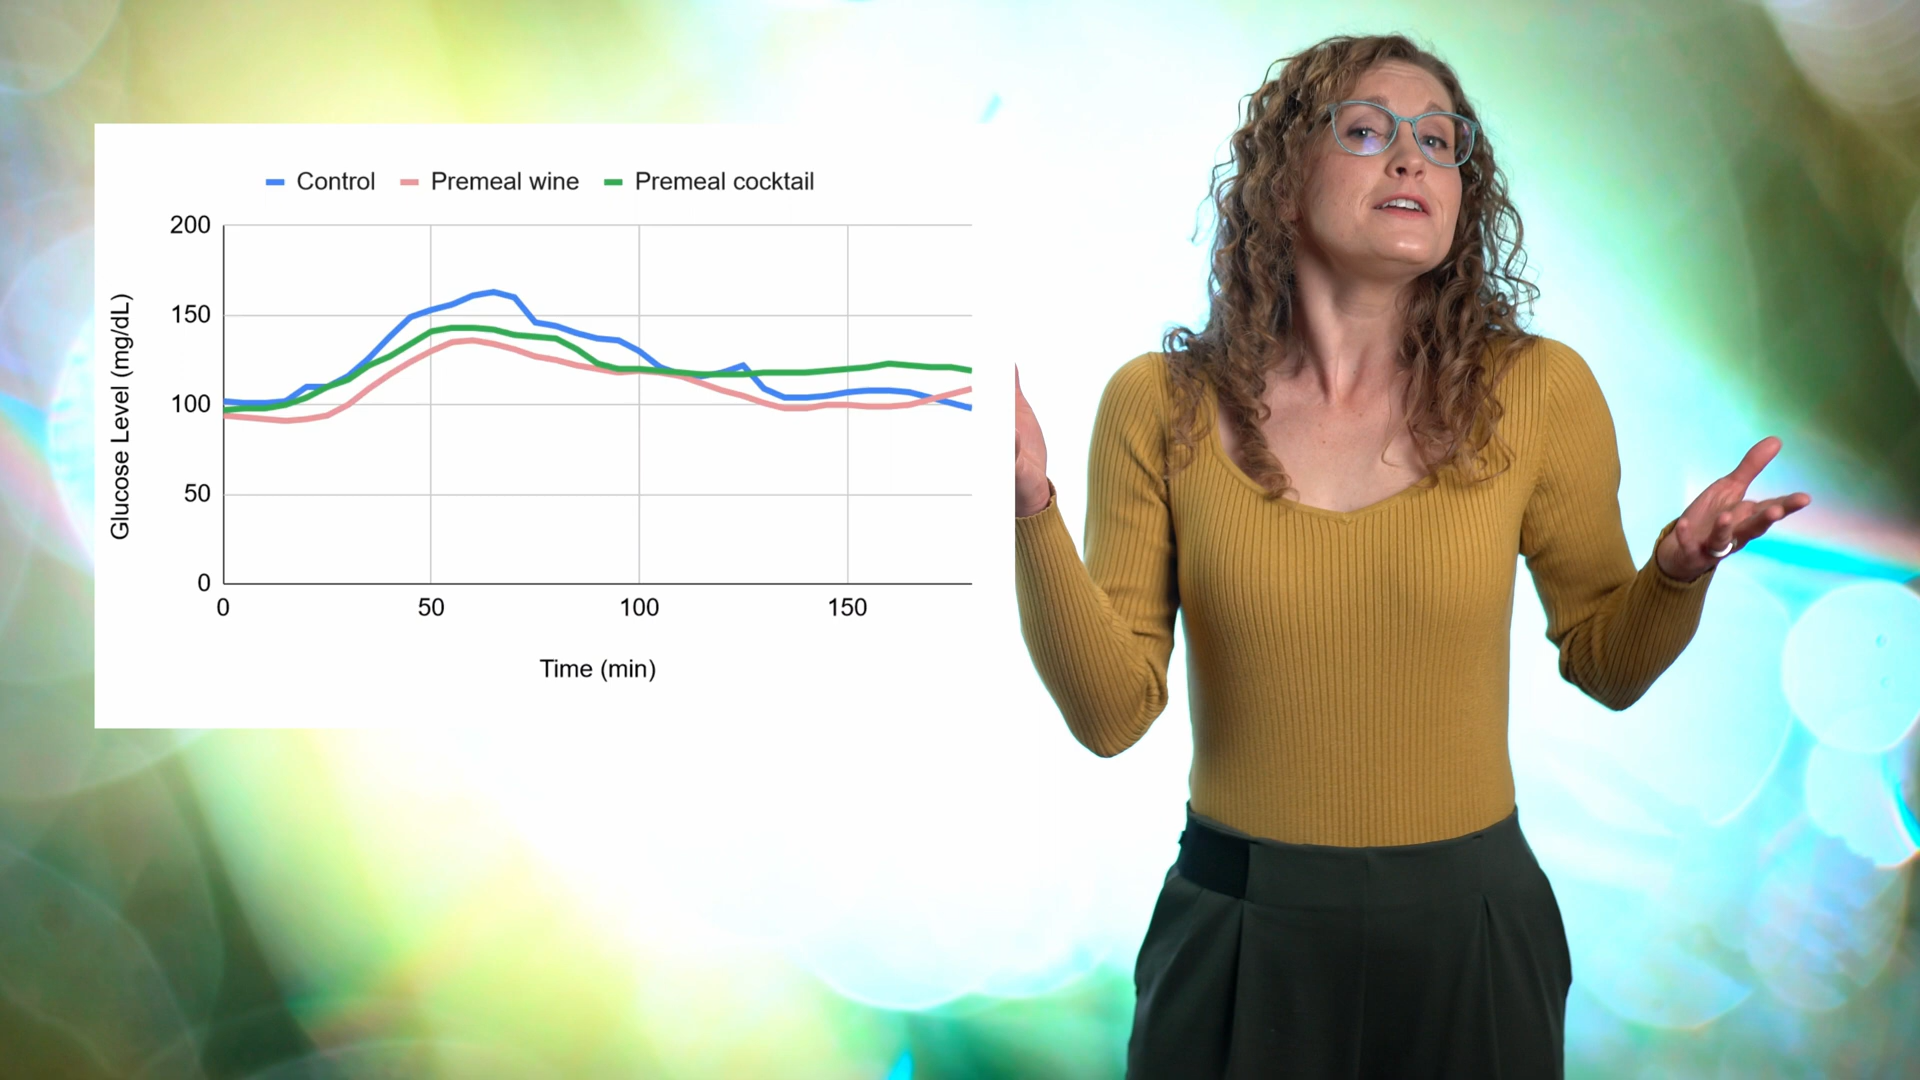 Control Premeal wine Premeal cocktail
200
150
100
50
0
Glucose Level (mg/dL)
0 50 100 150
Time (min)